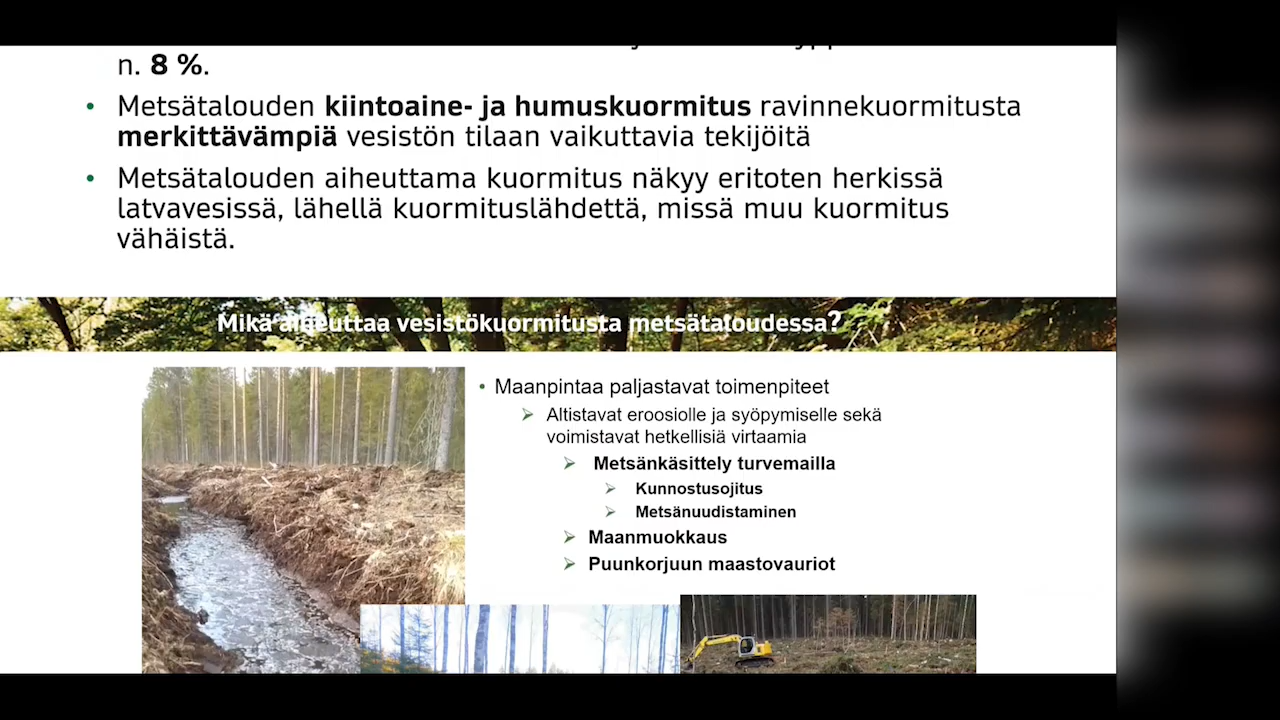 n. 8 %.
• Metsätalouden kiintoaine- ja humuskuormitus ravinnekuormitusta
merkittävämpiä vesistön tilaan vaikuttavia tekijöitä
• Metsätalouden aiheuttama kuormitus näkyy eritoten herkissä
latvavesissä, lähellä kuormituslähdettä, missä muu kuormitus
vähäistä.
Mikä aiheuttaa vesistökuormitusta metsätaloudessa?
• Maanpintaa paljastavat toimenpiteet
➢ Altistavat eroosiolle ja syöpymiselle sekä
voimistavat hetkellisiä virtaamia
➢ Metsänkäsittely turvemailla
➢ Kunnostusojitus
➢ Metsänuudistaminen
➢ Maanmuokkaus
➢ Puunkorjuun maastovauriot